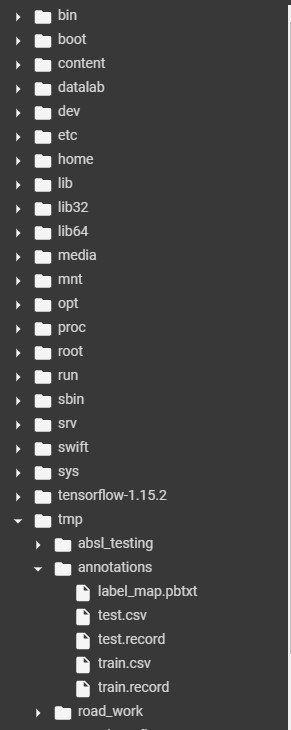 bin
boot
content
datalab
dev
etc
home
lib
lib32
lib64
media
mnt
opt
proc
root
run
sbin
srv
swift
sys
tensorflow-1.15.2
tmp
absl_testing
annotations
label_map.pbtxt
test.csv
test.record
train.csv
train.record
road_work